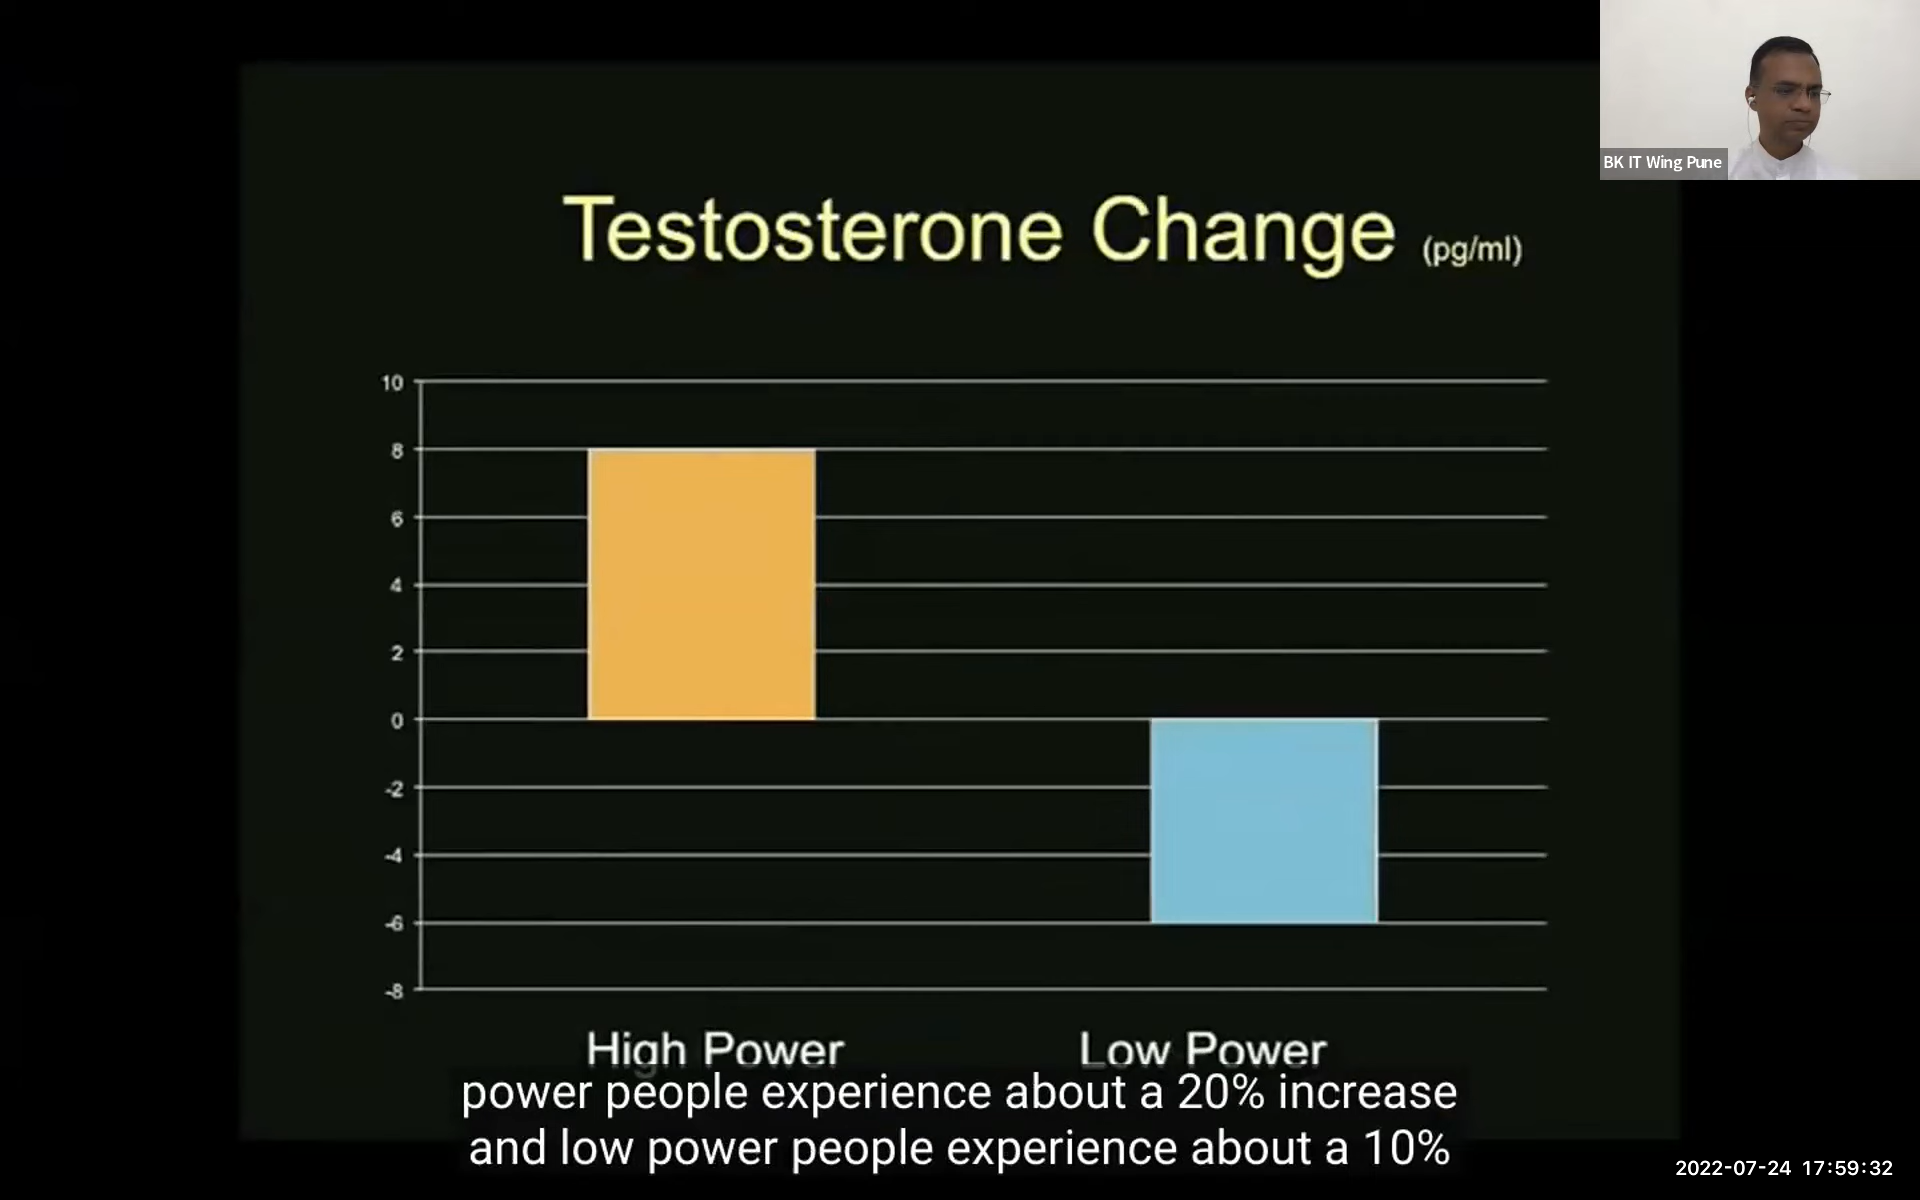 BK IT Wing Pune
Testosterone Change (pg/ml)
10
8
6
4
2
0
-2
-4
-6
-8
High Power Low Power
power people experience about a 20% increase
and low power people experience about a 10%
2022-07-24 17:59:32